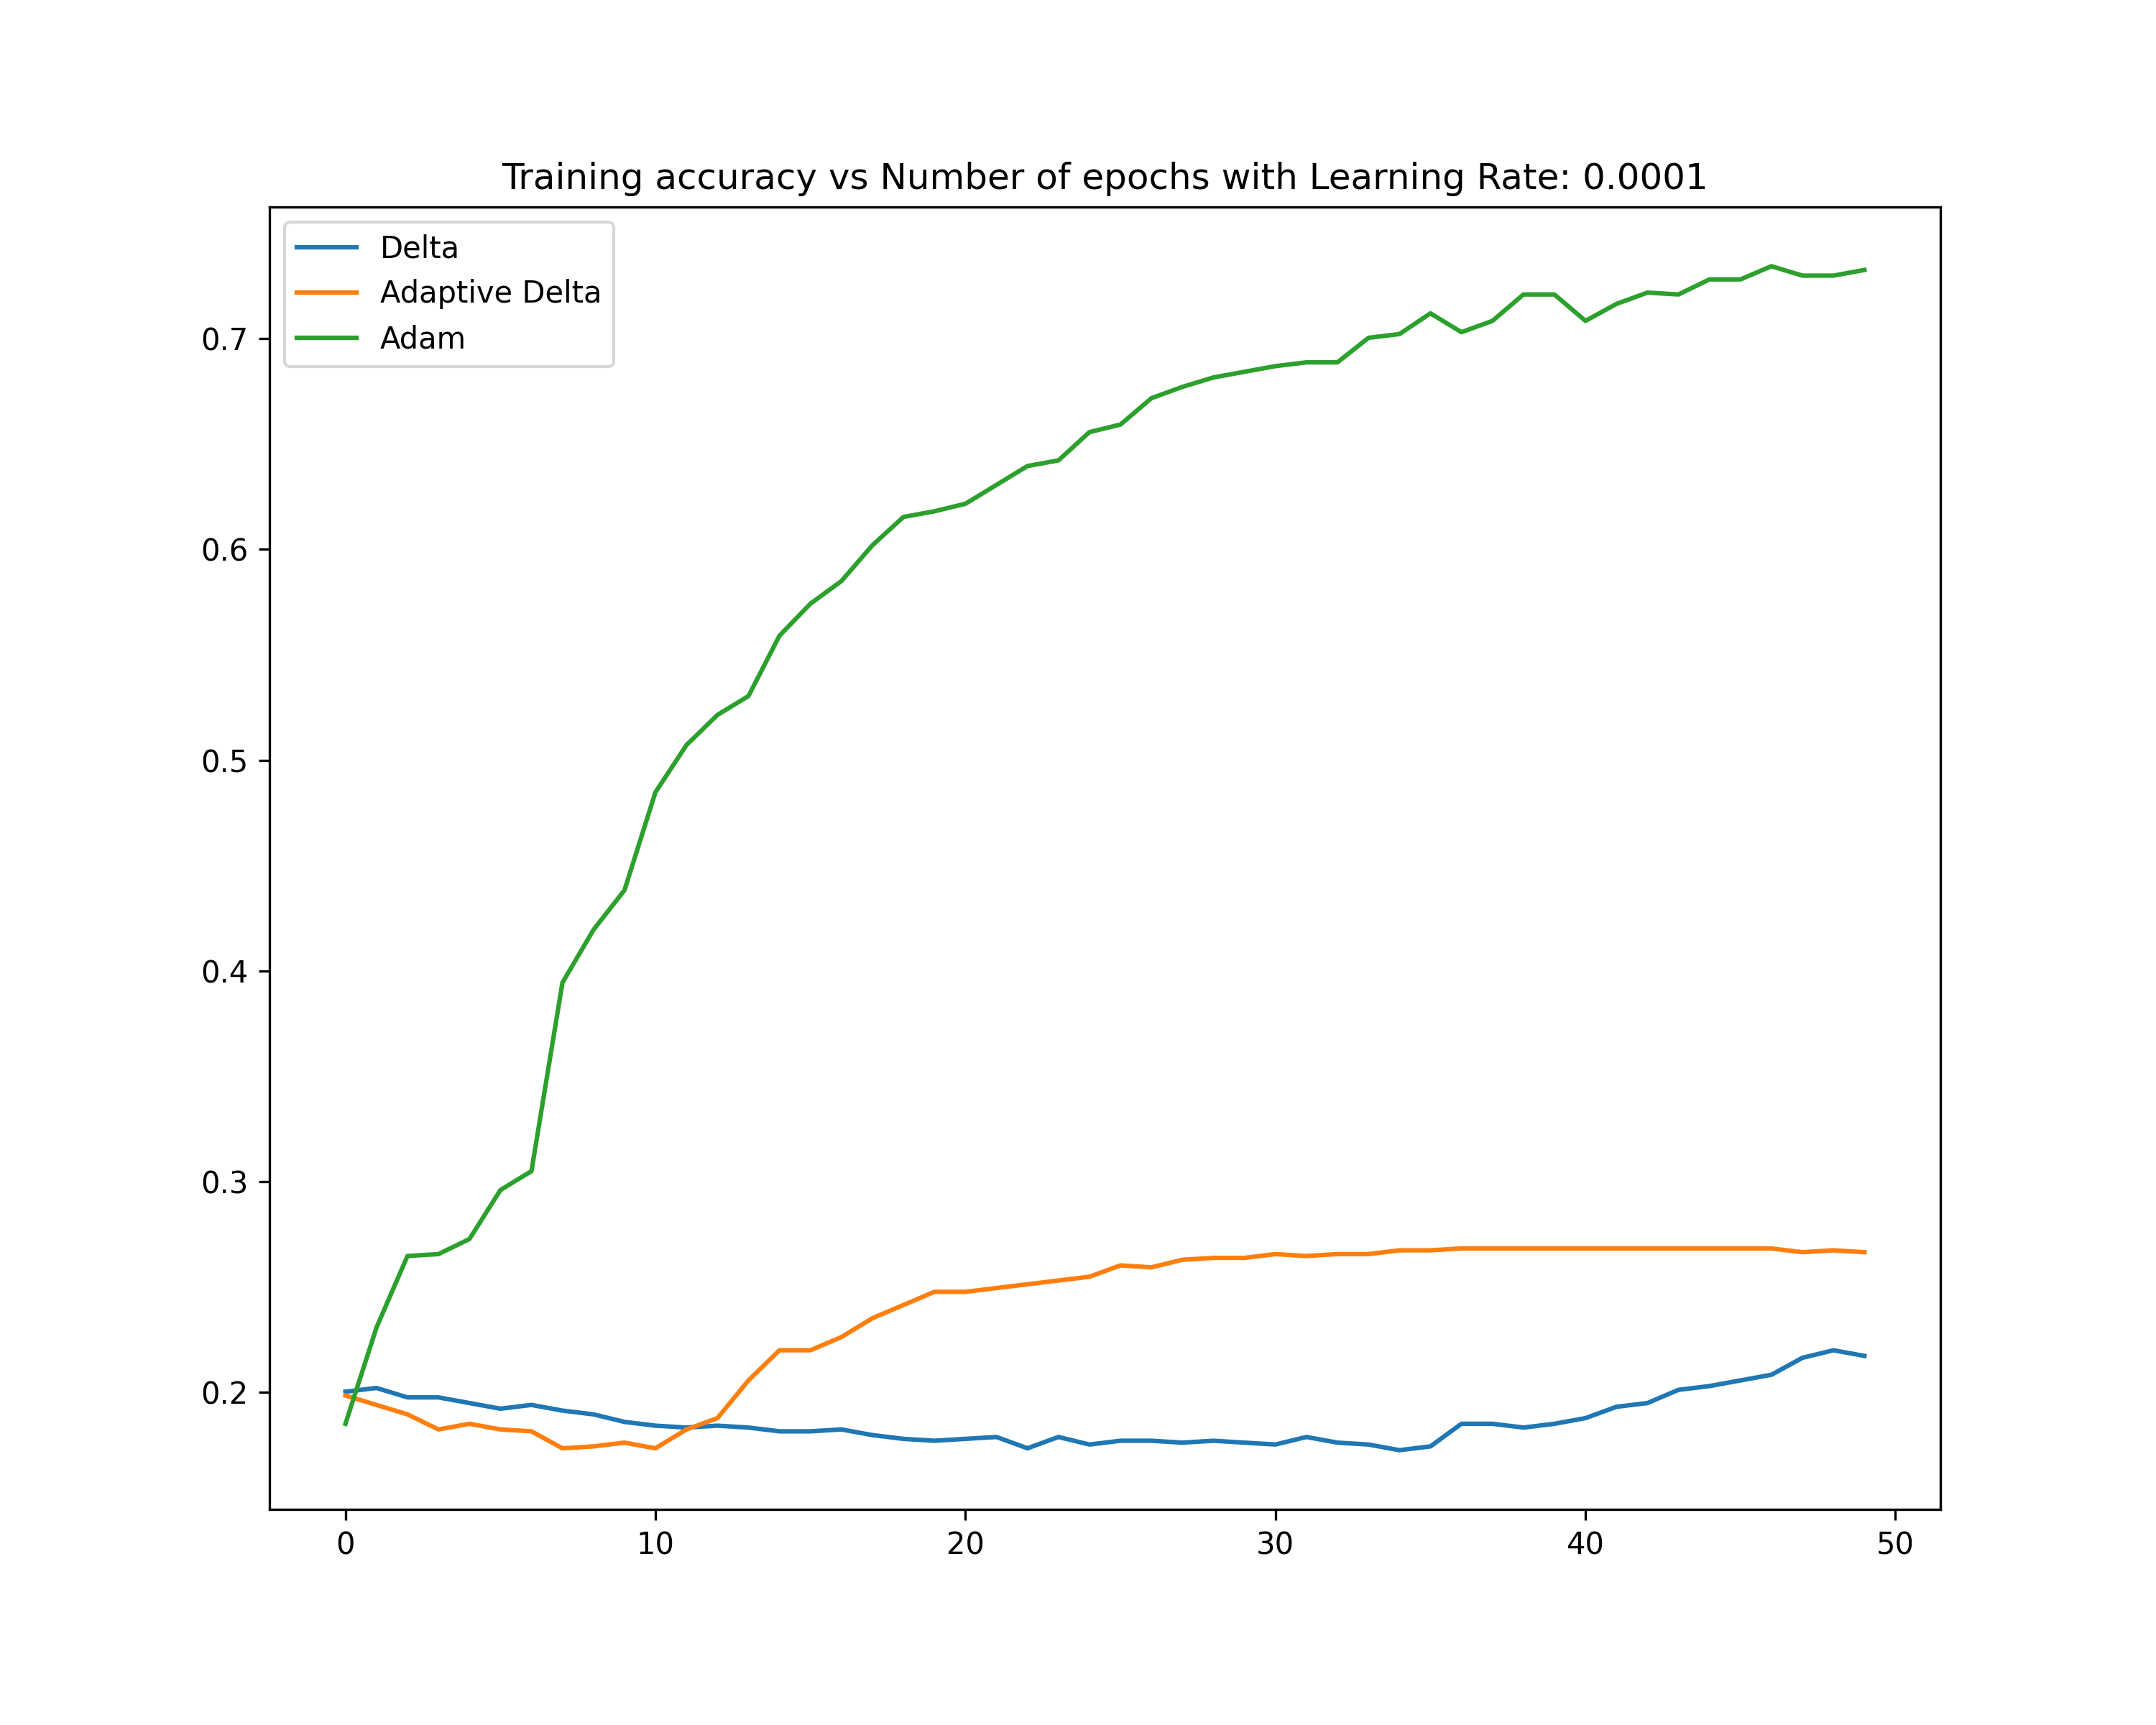 Training accuracy vs Number of epochs with Learning Rate: 0.0001
Delta
Adaptive Delta
Adam
0.7
0.6
0.5
0.4
0.3
0.2
0 10 20 30 40 50